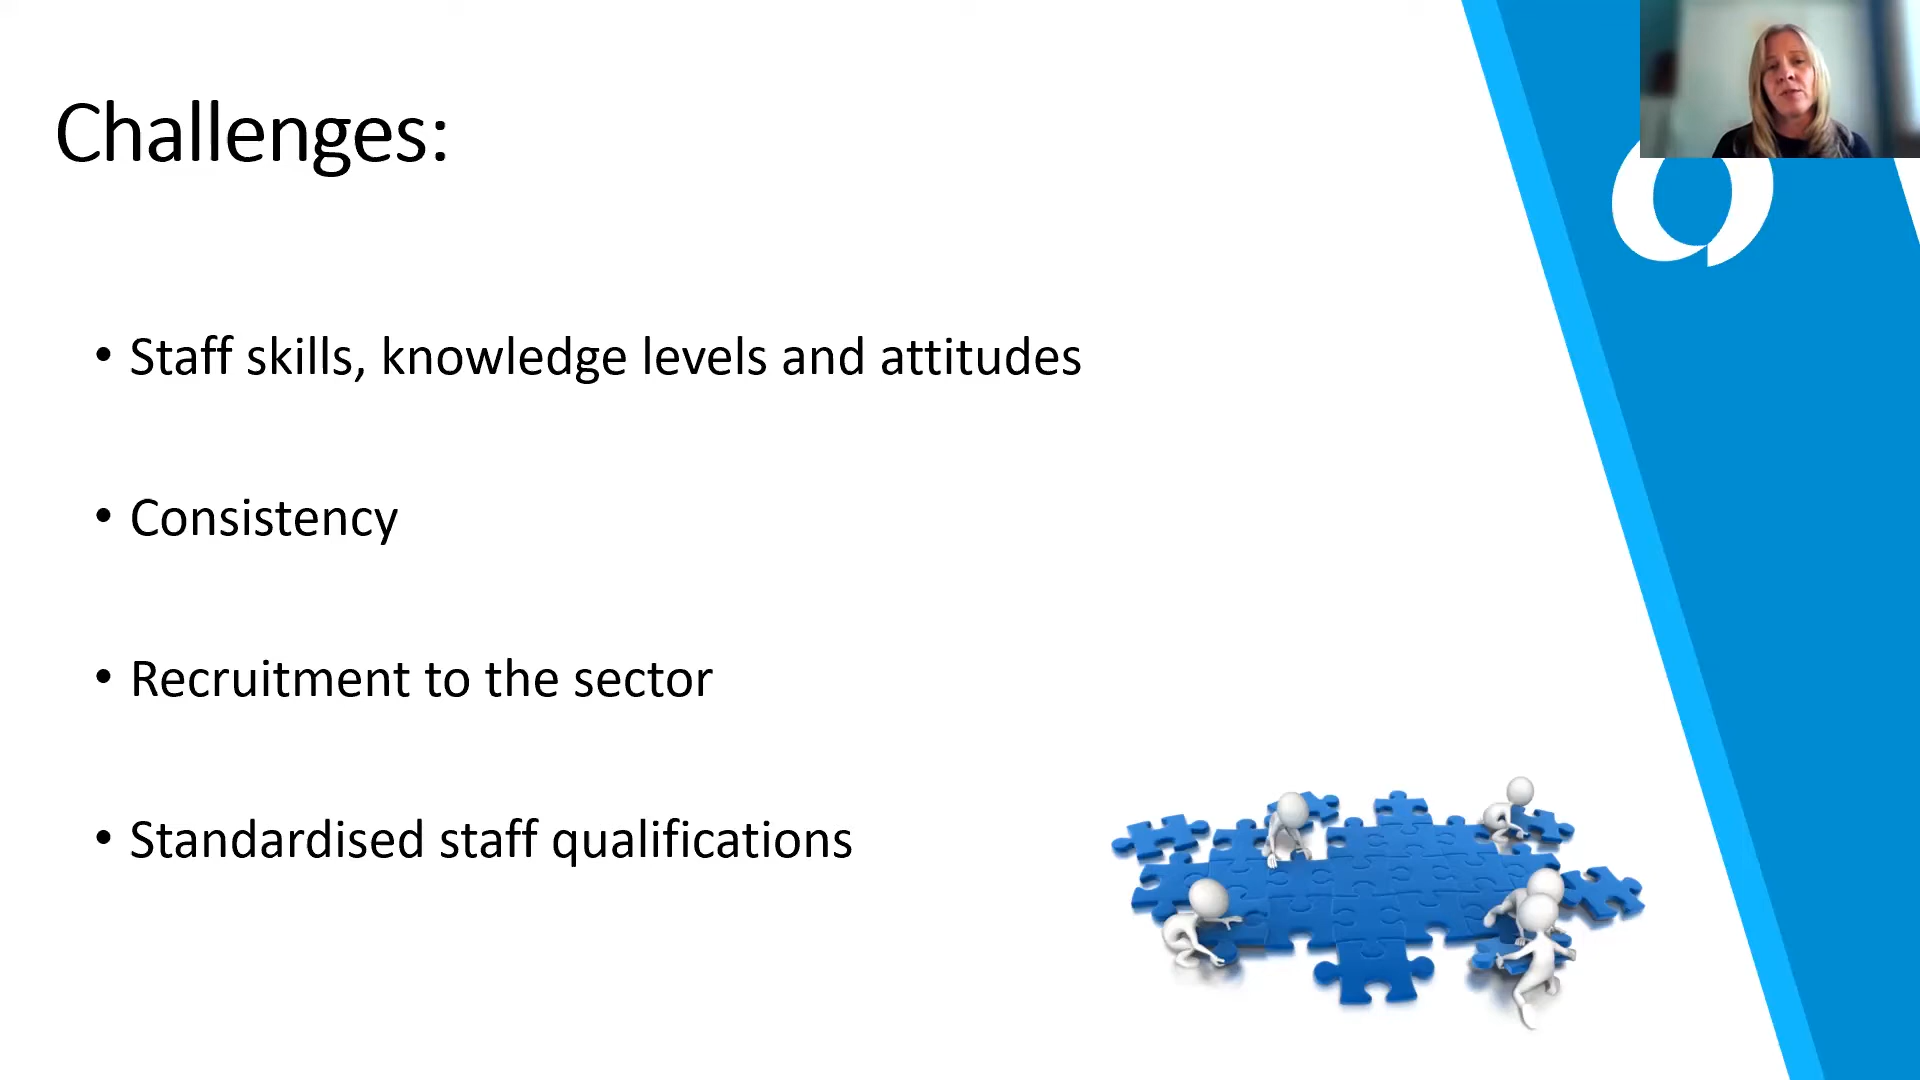 Challenges:
• Staff skills, knowledge levels and attitudes
• Consistency
• Recruitment to the sector
• Standardised staff qualifications